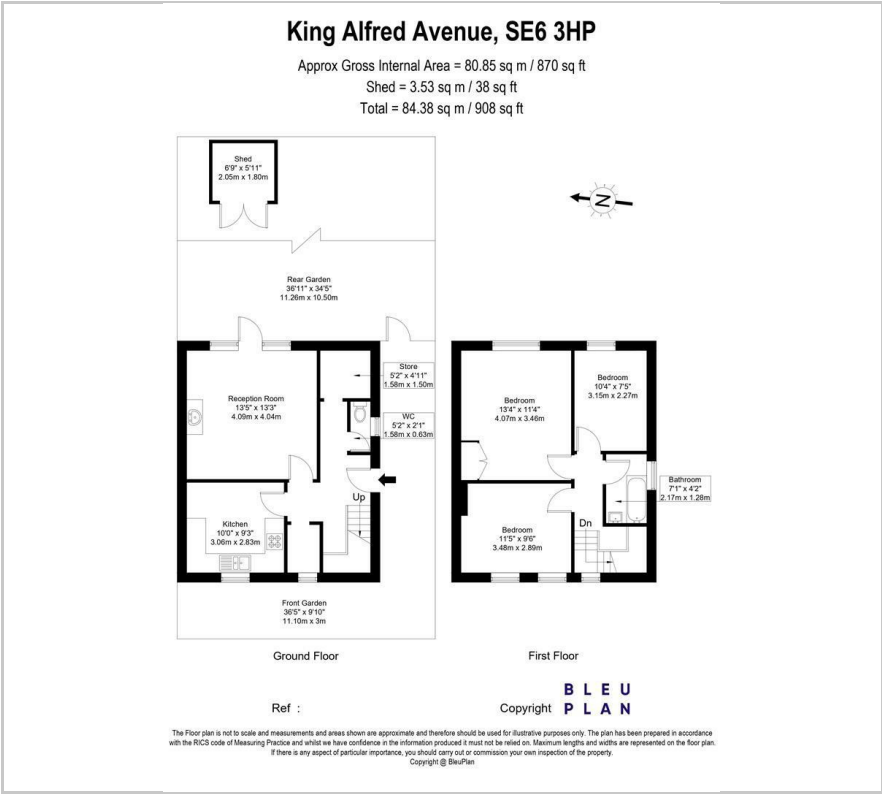 King Alfred Avenue, SE6 3HP
Approx Gross Internal Area = 80.85 sq m / 870 sq ft
Shed = 3.53 sq m / 38 sq ft
Total = 84.38 sq m / 908 sq ft
Shed
6'9" x 5'11"
2.05m x 1.80m
N
Rear Garden
36'11" x 34'5"
11.26m x 10.50m
Reception Room
13'5" x 13'3"
4.09m x 4.04m
Store
5'2" x 4'11"
1.58m x 1.50m
WC
5'2" x 2'1"
1.58m x 0.63m
Up
Kitchen
10'0" x 9'3"
3.06m x 2.83m
Front Garden
36'5" x 9'10"
11.10m x 3m
Ground Floor
Bedroom
13'4" x 11'4"
4.07m x 3.46m
Bedroom
10'4" x 7'5"
3.15m x 2.27m
Bathroom
7'1" x 4'2"
2.17m x 1.28m
Dn
Bedroom
11'5" x 9'6"
3.48m x 2.89m
First Floor
Ref :
Copyright
BLEU
PLAN
The Floor plan is not to scale and measurements and areas shown are approximate and therefore should be used for illustrative purposes only. The plan has been prepared in accordance
with the RICS code of Measuring Practice and whilst we have confidence in the information produced it must not be relied on. Maximum lengths and widths are represented on the floor plan.
If there is any aspect of particular importance, you should carry out or commission your own inspection of the property.
Copyright @ BleuPlan